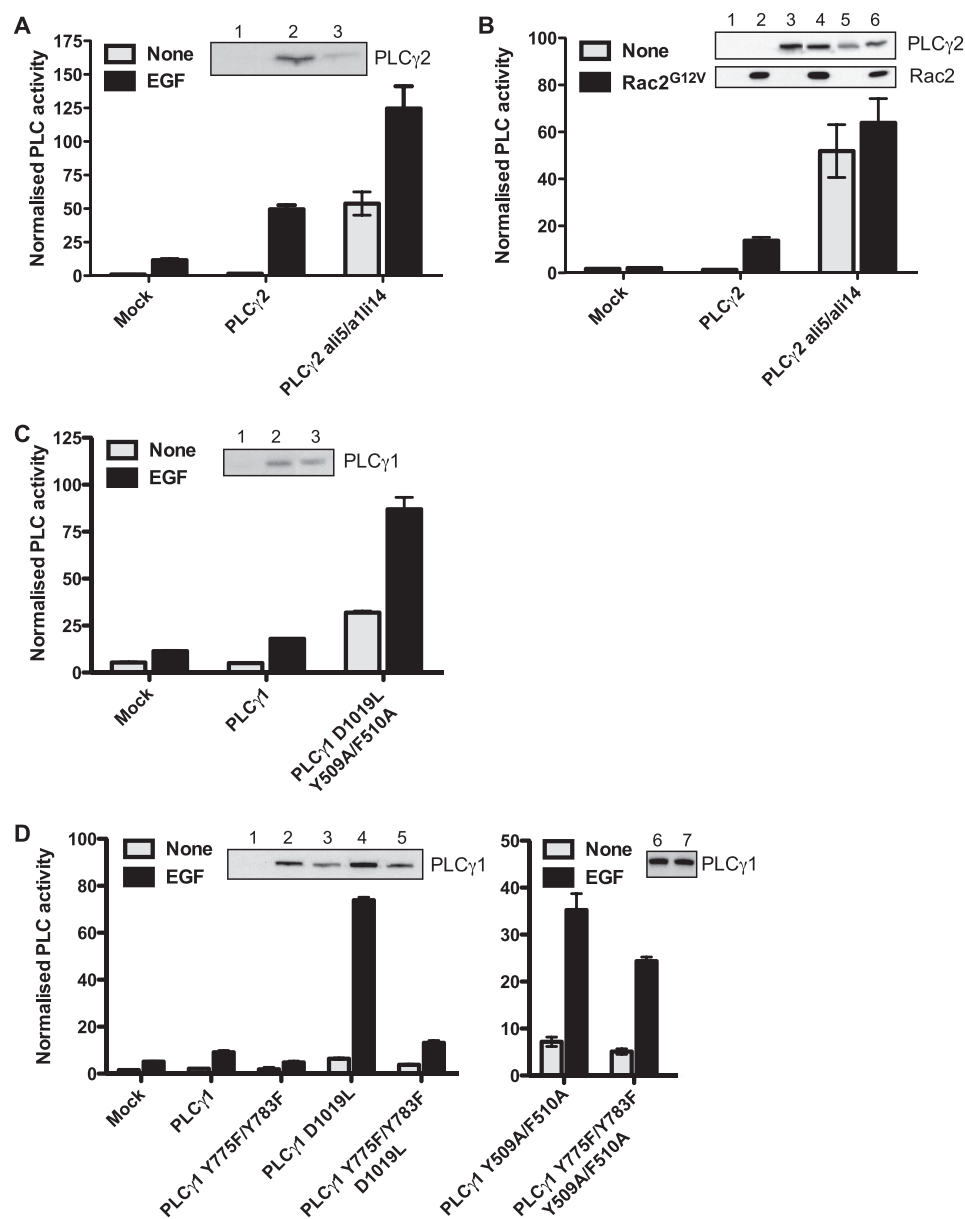 A
Normalised PLC activity
175
150
125
100
75
50
25
0
None
EGF
1 2 3
PLCγ2
Mock
PLCγ2
PLCγ2 ali5/a1li14
B
Normalised PLC activity
100
80
60
40
20
0
None
Rac2G12V
1 2 3 4 5 6
PLCγ2
Rac2
Mock
PLCγ2
PLCγ2 ali5/ali14
C
Normalised PLC activity
125
100
75
50
25
0
None
EGF
1 2 3
PLCγ1
Mock
PLCγ1
PLCγ1 D1019L
Y509A/F510A
D
Normalised PLC activity
100
80
60
40
20
0
None
EGF
1 2 3 4 5
PLCγ1
Mock
PLCγ1
PLCγ1 Y775F/Y783F
PLCγ1 D1019L
PLCγ1 Y775F/Y783F
D1019L
50
40
30
20
10
0
None
EGF
6 7
PLCγ1
PLCγ1 Y509A/F510A
PLCγ1 Y775F/Y783F
Y509A/F510A